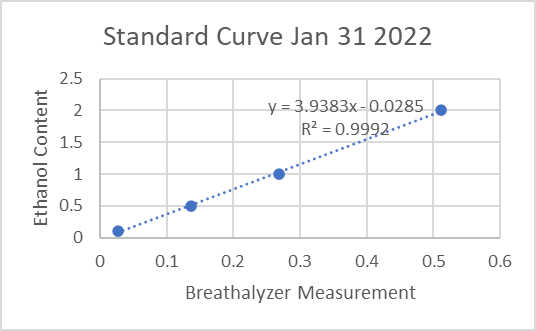 Standard Curve Jan 31 2022
2.5
2
1.5
1
0.5
0
y = 3.9383x - 0.0285
R² = 0.9992
Ethanol Content
0 0.1 0.2 0.3 0.4 0.5 0.6
Breathalyzer Measurement